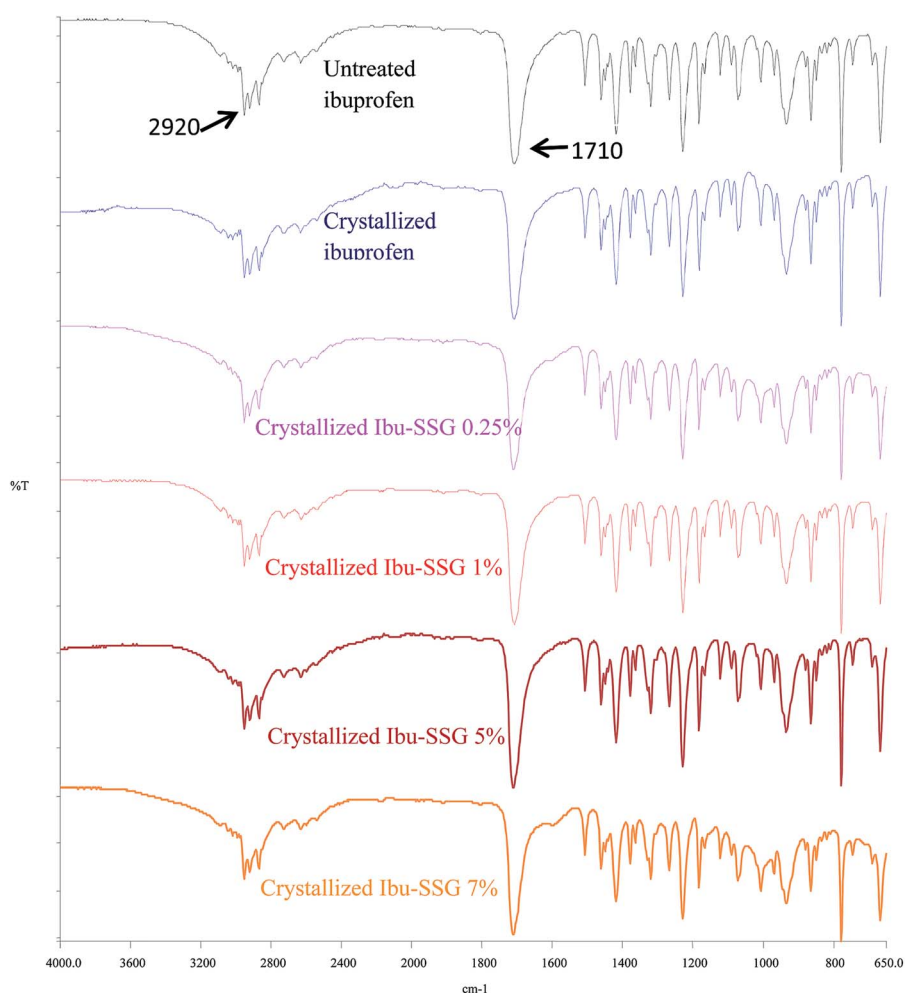 Untreated
ibuprofen
2920
1710
Crystallized
ibuprofen
Crystallized Ibu-SSG 0.25%
%T
Crystallized Ibu-SSG 1%
Crystallized Ibu-SSG 5%
Crystallized Ibu-SSG 7%
4000.0 3600 3200 2800 2400 2000 1800 1600 1400 1200 1000 800 650.0
cm-1